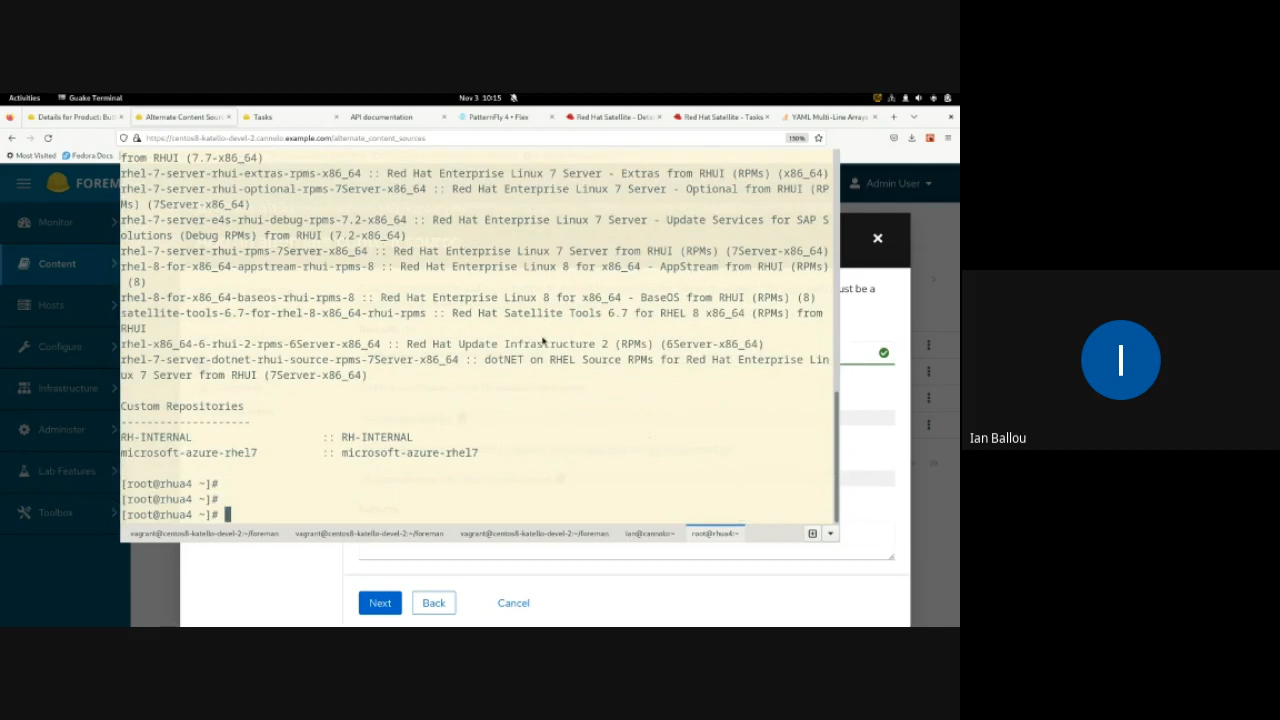 Activities
Guake Terminal
Nov 3 10:15
Details for Product: But
Alternate Content Sourc
Tasks
API documentation
PatternFly 4 • Flex
Red Hat Satellite - Deta
Red Hat Satellite - Tasks
YAML Multi-Line Arrays
https://centos8-katello-devel-2.cannolo.example.com/alternate_content_sources
150%
Most Visited
Fedora Docs
FOREM
Admin User
Monitor
Content
Hosts
Configure
Infrastructure
Administer
Lab Features
Toolbox
from RHUI (7.7-x86_64)
rhel-7-server-rhui-extras-rpms-x86_64 :: Red Hat Enterprise Linux 7 Server - Extras from RHUI (RPMs) (x86_64)
rhel-7-server-rhui-optional-rpms-7Server-x86_64 :: Red Hat Enterprise Linux 7 Server - Optional from RHUI (RP
Ms) (7Server-x86_64)
rhel-7-server-e4s-rhui-debug-rpms-7.2-x86_64 :: Red Hat Enterprise Linux 7 Server - Update Services for SAP S
olutions (Debug RPMs) from RHUI (7.2-x86_64)
rhel-7-server-rhui-rpms-7Server-x86_64 :: Red Hat Enterprise Linux 7 Server from RHUI (RPMs) (7Server-x86_64)
rhel-8-for-x86_64-appstream-rhui-rpms-8 :: Red Hat Enterprise Linux 8 for x86_64 - AppStream from RHUI (RPMs)
(8)
rhel-8-for-x86_64-baseos-rhui-rpms-8 :: Red Hat Enterprise Linux 8 for x86_64 - BaseOS from RHUI (RPMs) (8)
satellite-tools-6.7-for-rhel-8-x86_64-rhui-rpms :: Red Hat Satellite Tools 6.7 for RHEL 8 x86_64 (RPMs) from
RHUI
rhel-x86_64-6-rhui-2-rpms-6Server-x86_64 :: Red Hat Update Infrastructure 2 (RPMs) (6Server-x86_64)
rhel-7-server-dotnet-rhui-source-rpms-7Server-x86_64 :: dotNET on RHEL Source RPMs for Red Hat Enterprise Lin
ux 7 Server from RHUI (7Server-x86_64)
Custom Repositories
--------------------
RH-INTERNAL :: RH-INTERNAL
microsoft-azure-rhel7 :: microsoft-azure-rhel7
[root@rhua4 ~]#
[root@rhua4 ~]#
[root@rhua4 ~]#
vagrant@centos8-katello-devel-2:~/foreman
vagrant@centos8-katello-devel-2:~/foreman
vagrant@centos8-katello-devel-2:~/foreman
ian@cannolo:~
root@rhua4:~
ust be a
Next
Back
Cancel
I
Ian Ballou